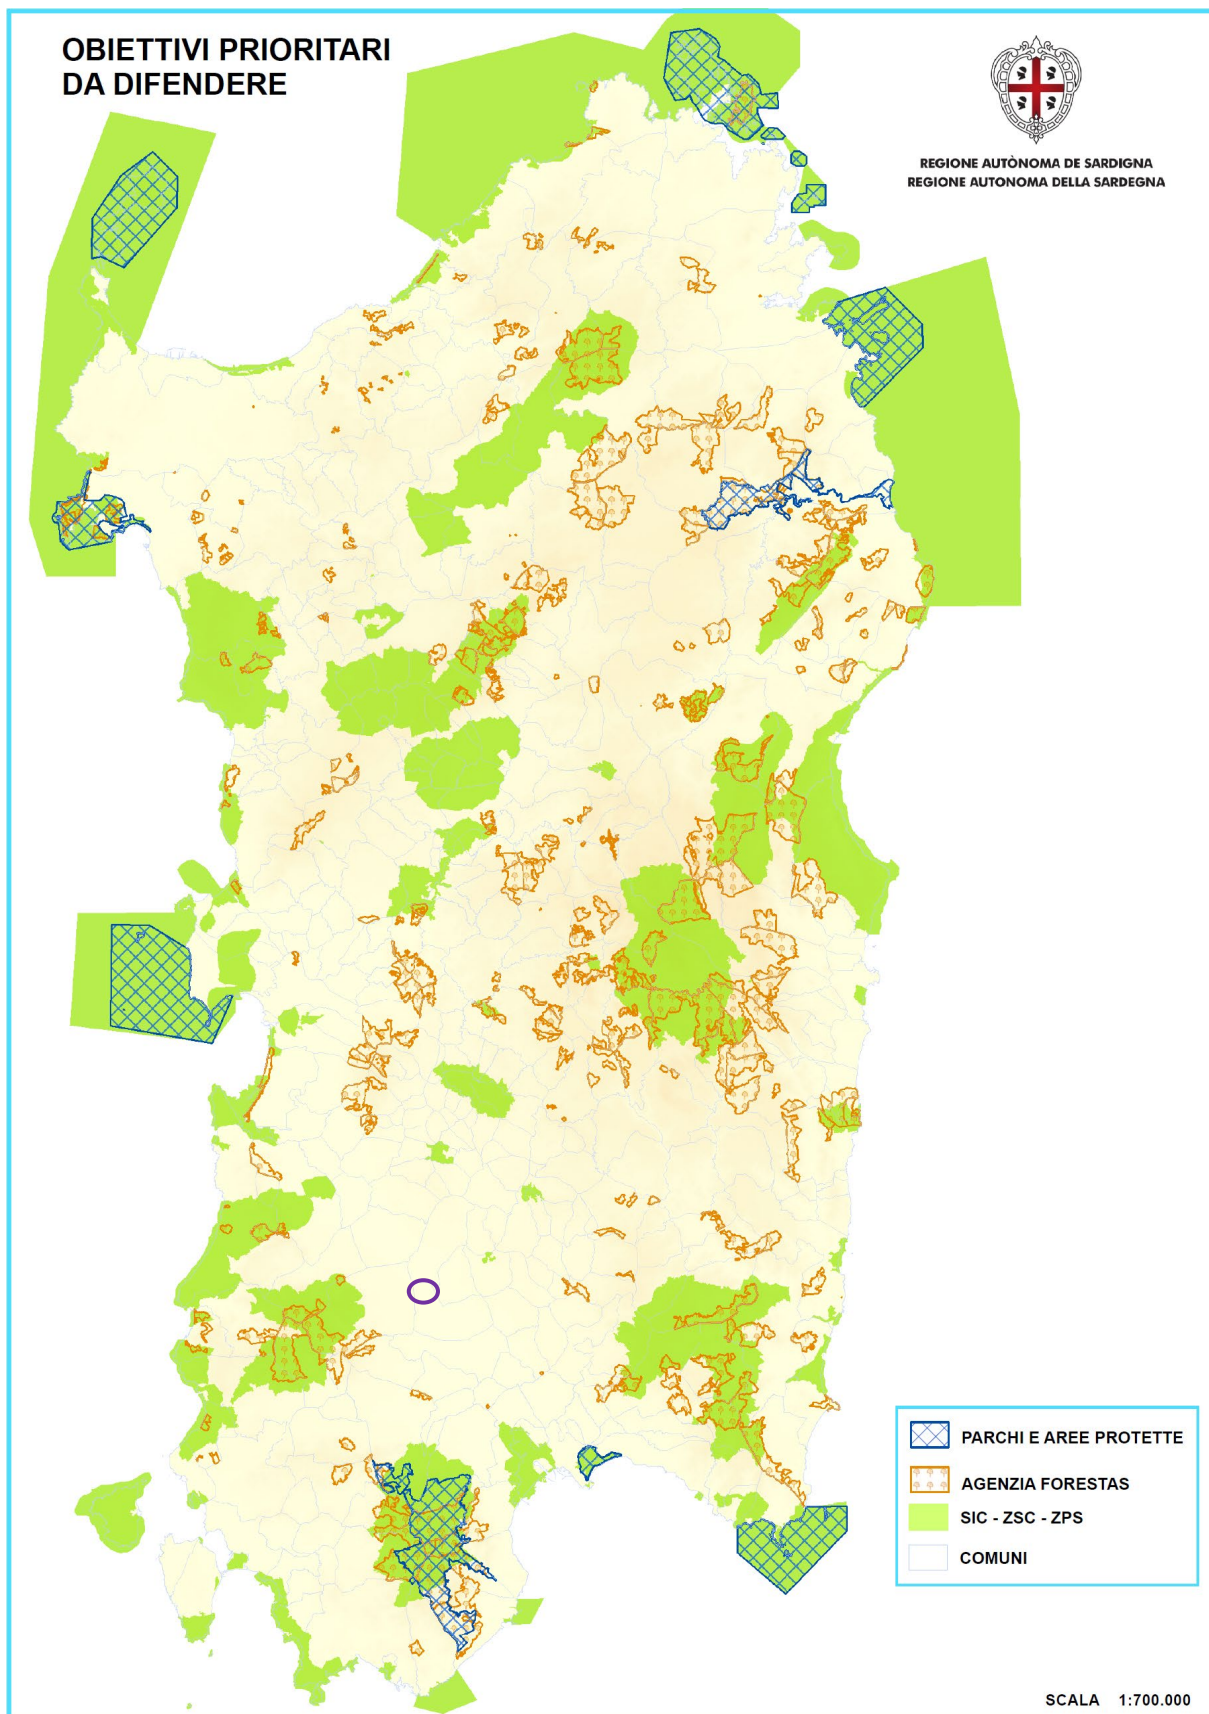 OBIETTIVI PRIORITARI
DA DIFENDERE
REGIONE AUTÒNOMA DE SARDIGNA
REGIONE AUTONOMA DELLA SARDEGNA
PARCHI E AREE PROTETTE
AGENZIA FORESTAS
SIC - ZSC - ZPS
COMUNI
SCALA 1:700.000